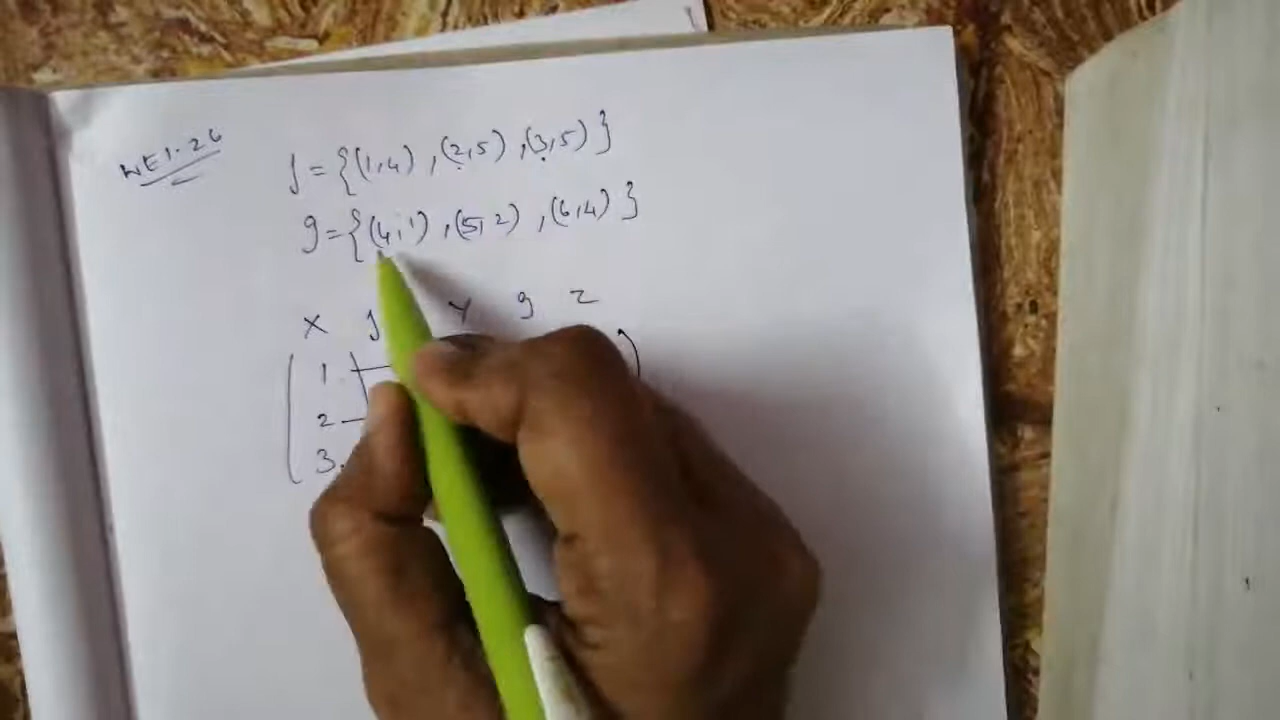 WE 1.26
f = {(1,4) , (2,5) , (3,5) }
g = {(4,1) , (5,2) , (6,4) }
X f Y g Z
1.
2
3.